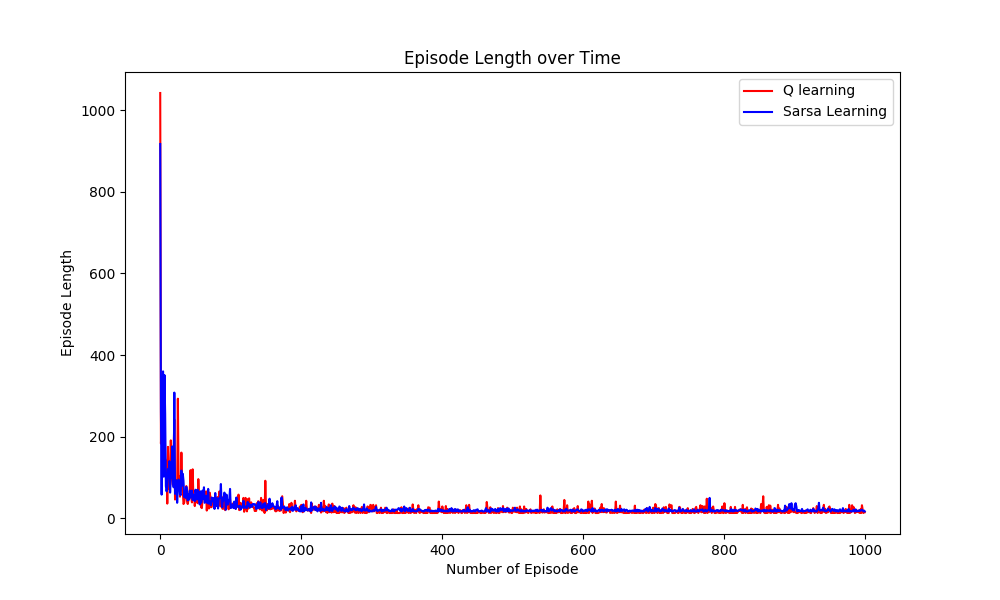 Episode Length over Time
Q learning
Sarsa Learning
1000
800
600
400
200
0
Episode Length
0 200 400 600 800 1000
Number of Episode